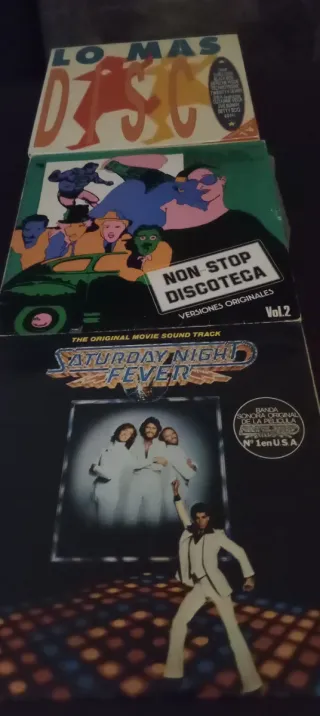 LO MAS
DISCO
NON STOP
DISCOTECA
VERSIONES ORIGINALES
Vol.2
THE ORIGINAL MOVIE SOUND TRACK
SATURDAY NIGHT
FEVER
BANDA
SONORA ORIGINAL
DE LA PELICULA
Nº 1 en U.S.A